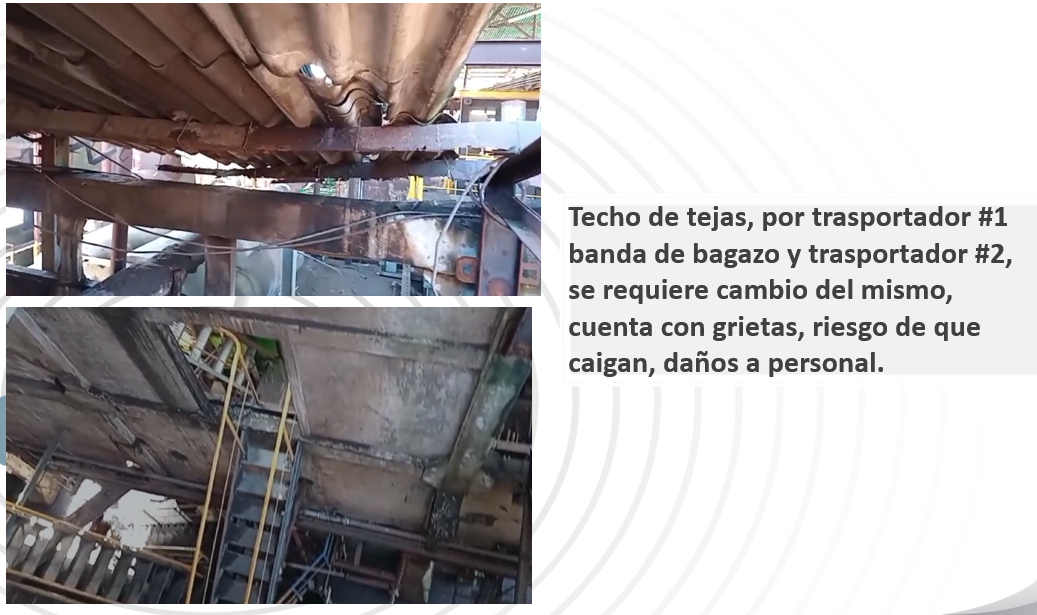 Techo de tejas, por trasportador #1
banda de bagazo y trasportador #2,
se requiere cambio del mismo,
cuenta con grietas, riesgo de que
caigan, daños a personal.